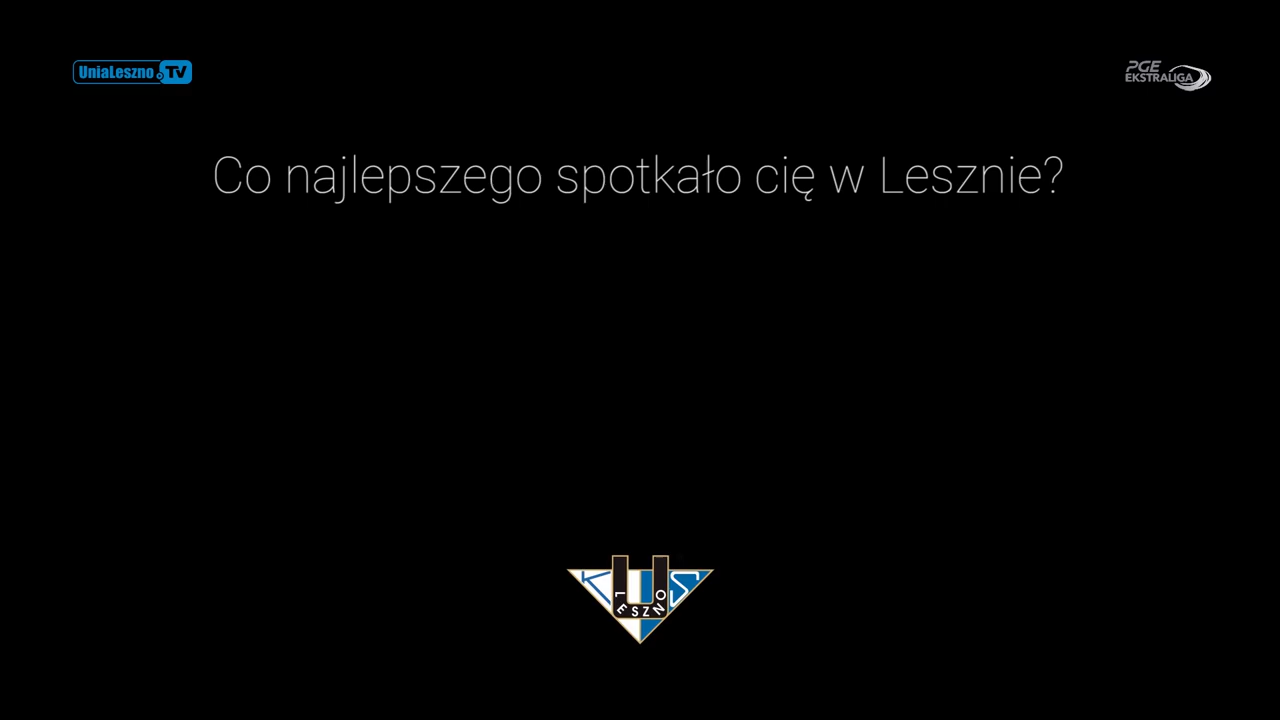 UniaLeszno.TV
PGE
EKSTRALIGA
Co najlepszego spotkało cię w Lesznie?
K U S
LESZNO